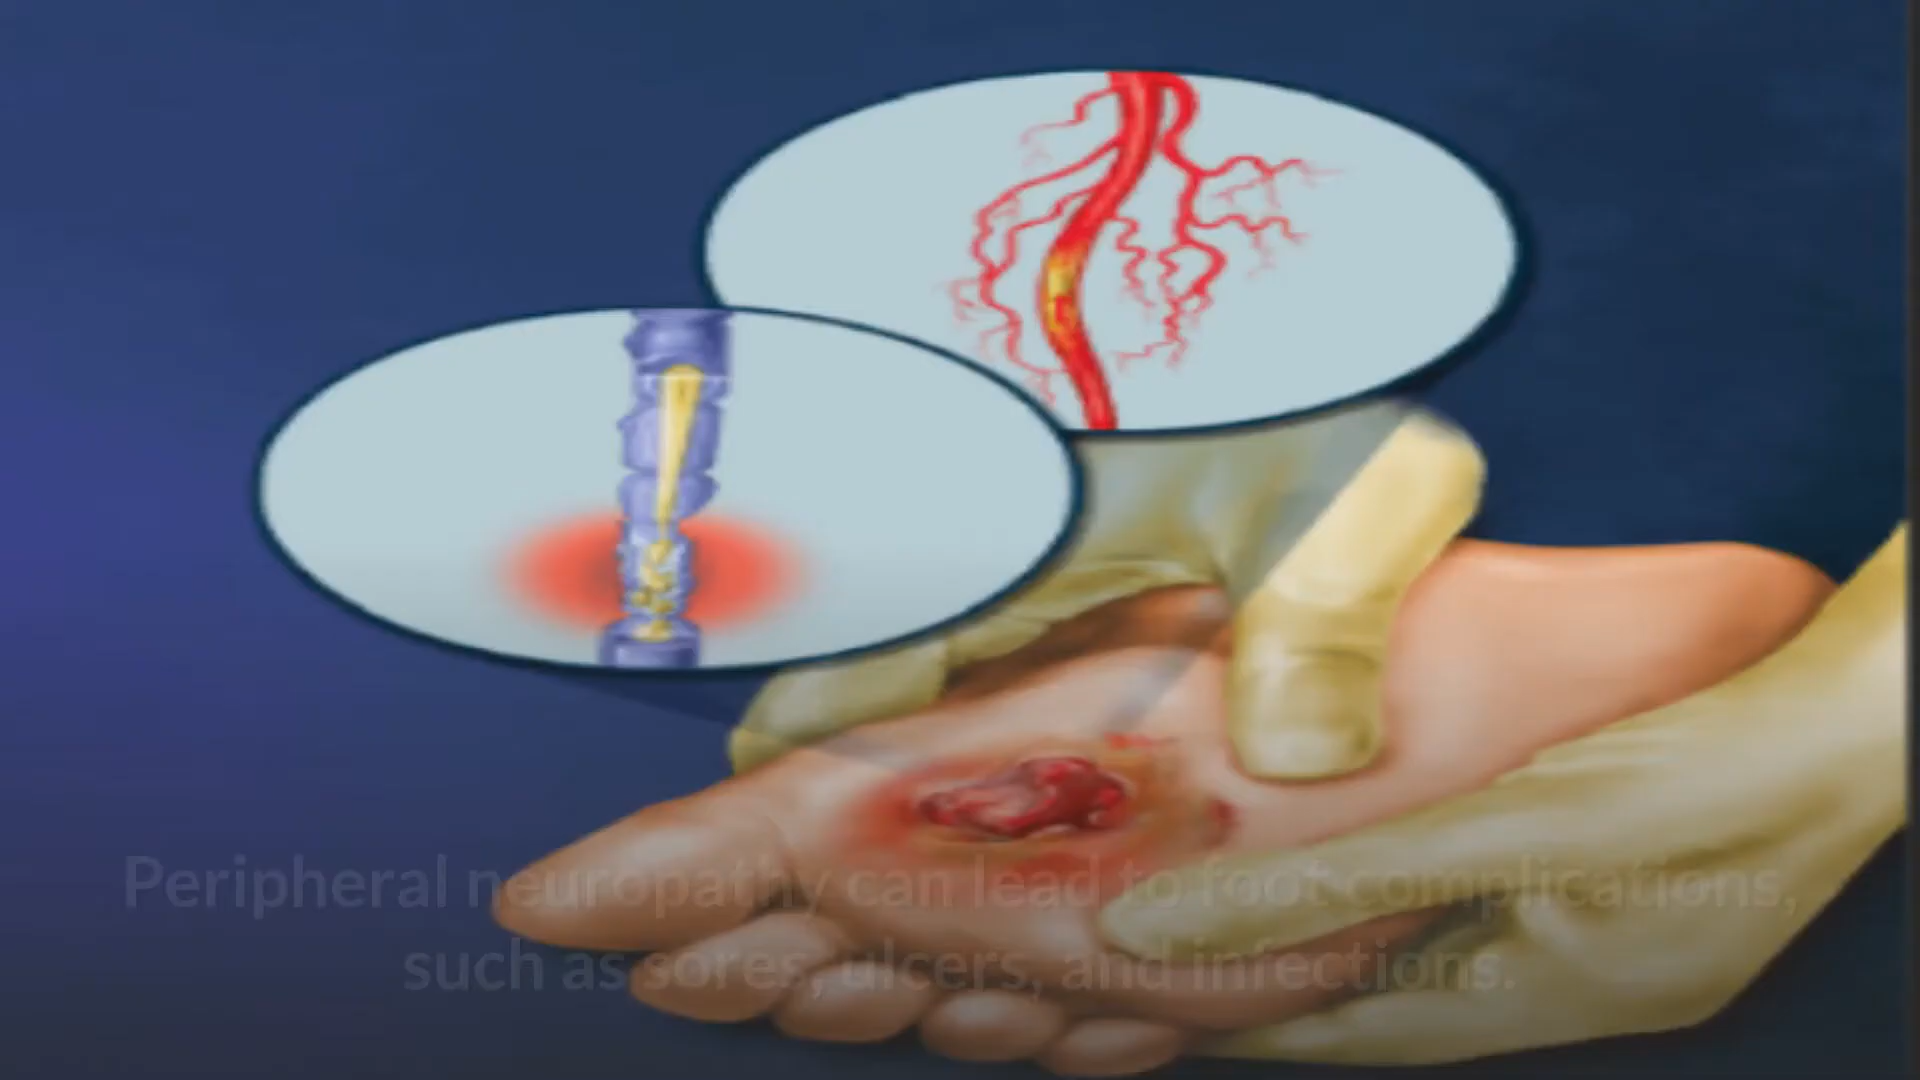 Peripheral neuropathy can lead to foot complications,
such as sores, ulcers, and infections.